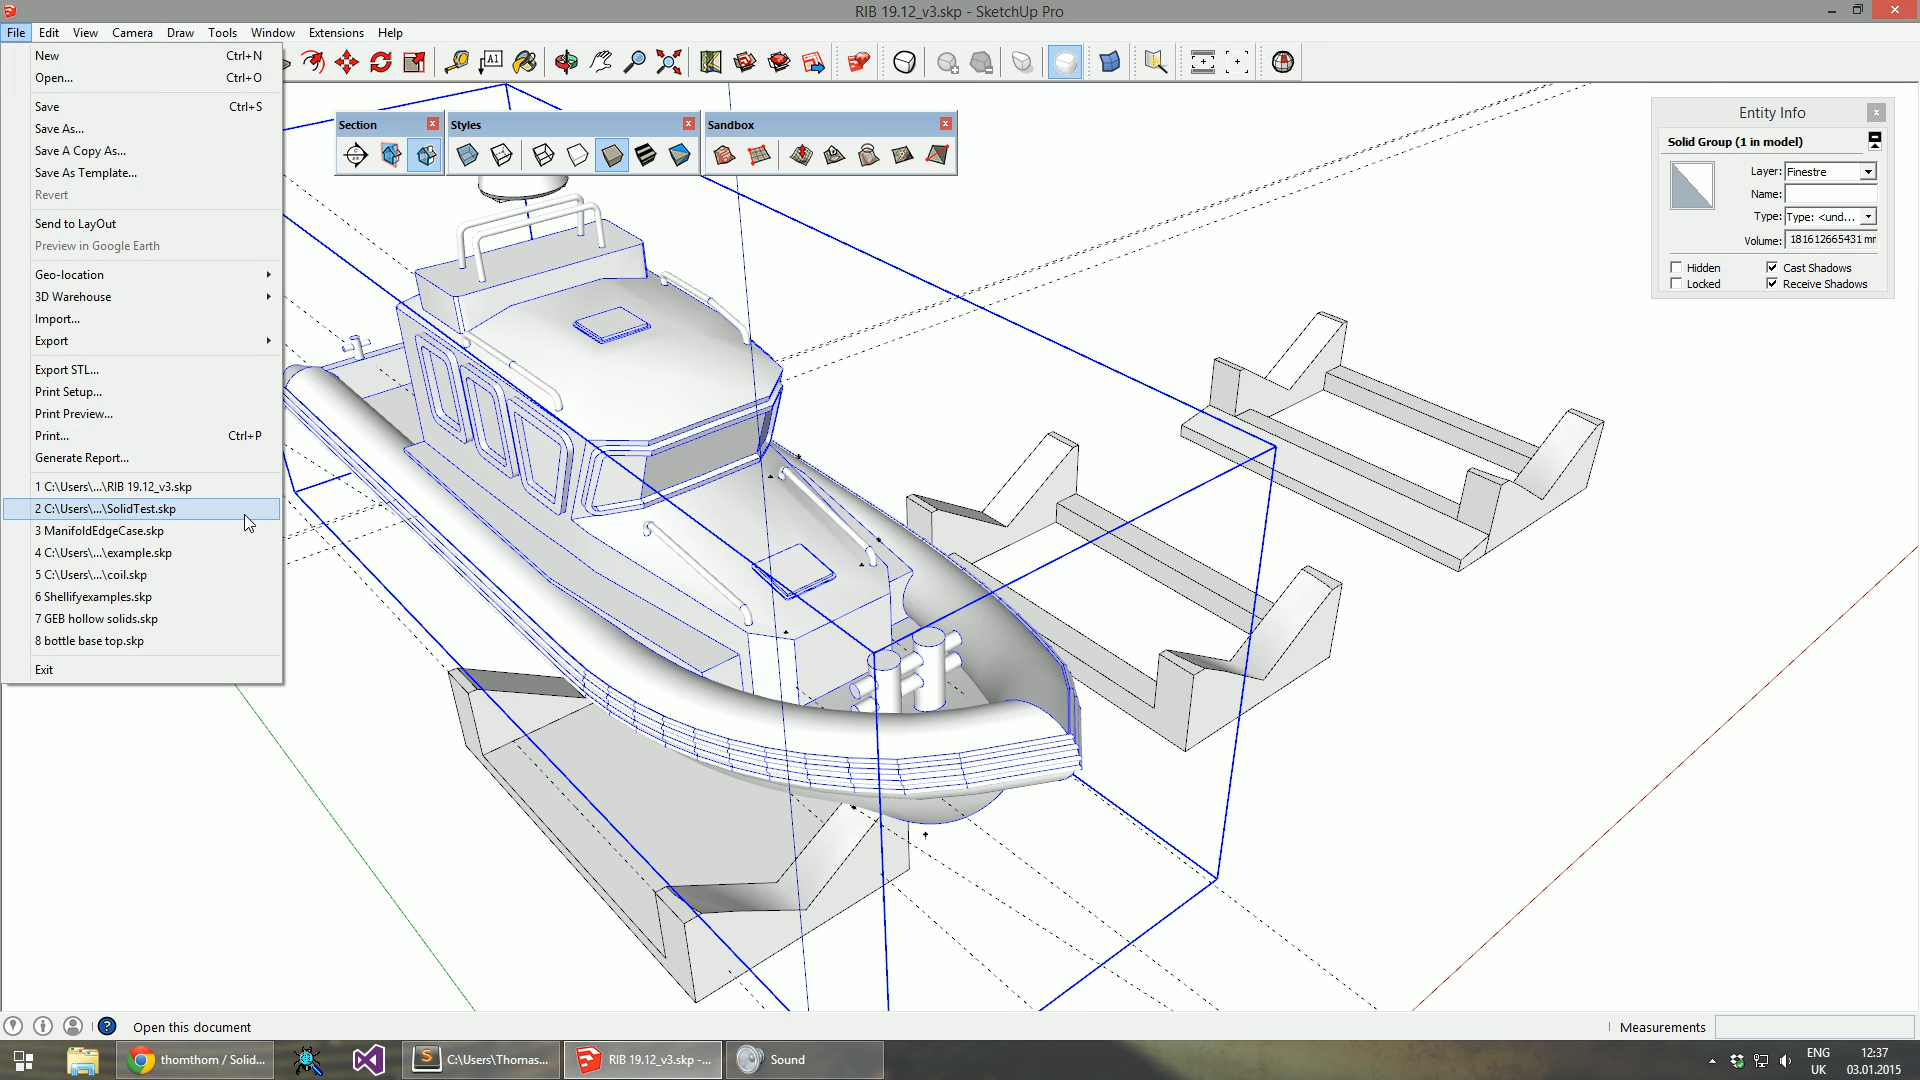 RIB 19.12_v3.skp - SketchUp Pro
File Edit View Camera Draw Tools Window Extensions Help
New Ctrl+N
Open... Ctrl+O
Save Ctrl+S
Save As...
Save A Copy As...
Save As Template...
Revert
Send to LayOut
Preview in Google Earth
Geo-location
3D Warehouse
Import...
Export
Export STL...
Print Setup...
Print Preview...
Print... Ctrl+P
Generate Report...
1 C:\Users\...\RIB 19.12_v3.skp
2 C:\Users\...\SolidTest.skp
3 ManifoldEdgeCase.skp
4 C:\Users\...\example.skp
5 C:\Users\...\coil.skp
6 Shellifyexamples.skp
7 GEB hollow solids.skp
8 bottle base top.skp
Exit
A1
Section
Styles
Sandbox
Entity Info
Solid Group (1 in model)
Layer: Finestre
Name:
Type: Type: <und...
Volume: 181612665431 mm
Hidden Cast Shadows
Locked Receive Shadows
Open this document
Measurements
thomthom / Solid...
C:\Users\Thomas...
RIB 19.12_v3.skp -...
Sound
ENG
UK
12:37
03.01.2015